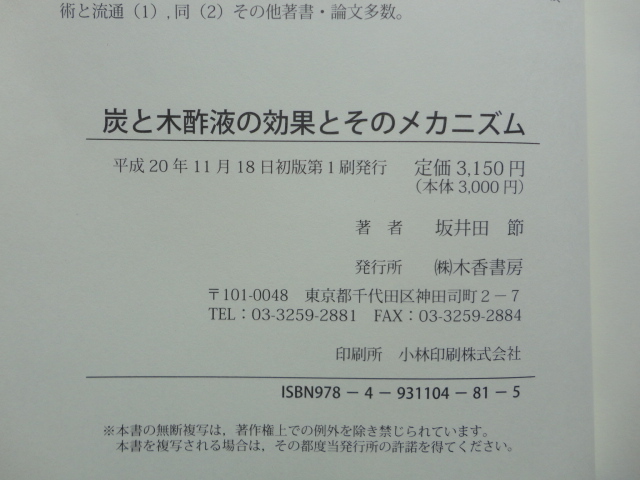 術と流通（1）,同（2）その他著書・論文多数。
炭と木酢液の効果とそのメカニズム
平成20年11月18日初版第1刷発行　定価3,150円
（本体3,000円）
著　者　坂井田　節
発行所　㈱木香書房
〒101-0048　東京都千代田区神田司町2－7
TEL：03-3259-2881　FAX：03-3259-2884
印刷所　小林印刷株式会社
ISBN978－4－931104－81－5
※本書の無断複写は，著作権上での例外を除き禁じられています。
本書を複写される場合は，その都度当発行所の許諾を得てください。